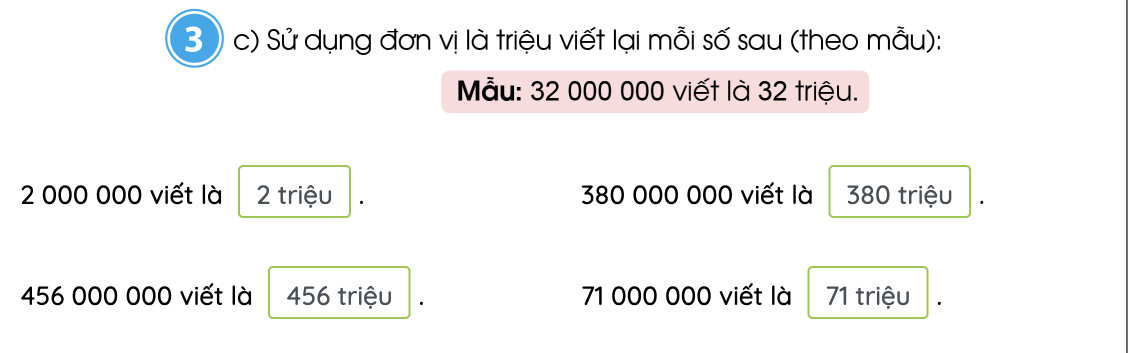 3 c) Sử dụng đơn vị là triệu viết lại mỗi số sau (theo mẫu):
Mẫu: 32 000 000 viết là 32 triệu.
2 000 000 viết là 2 triệu .
380 000 000 viết là 380 triệu .
456 000 000 viết là 456 triệu .
71 000 000 viết là 71 triệu .